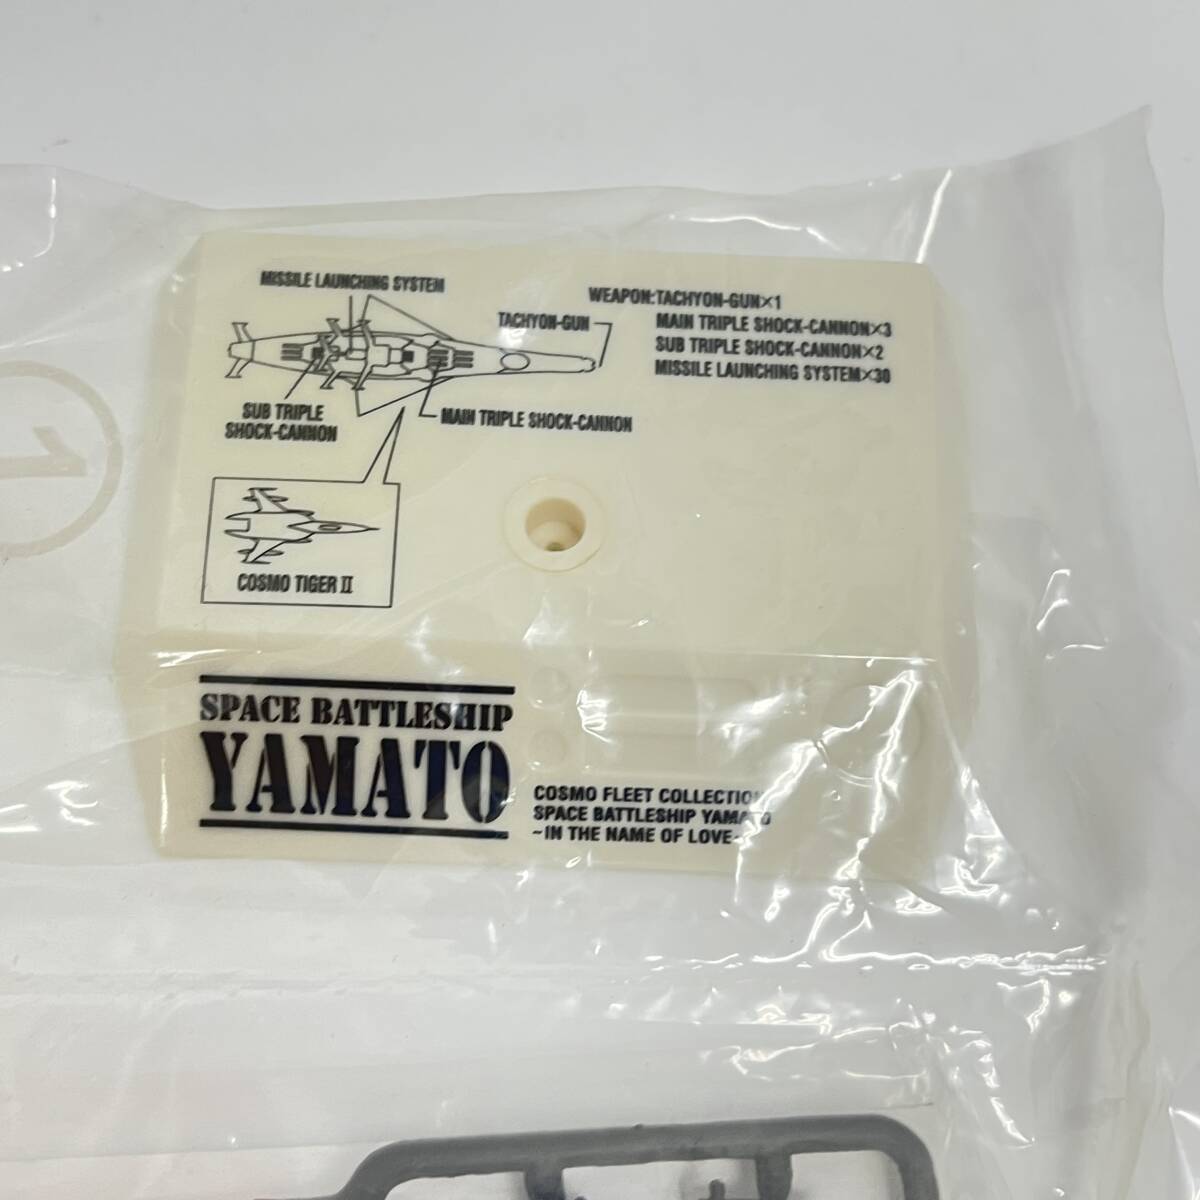 MISSILE LAUNCHING SYSTEM
TACHYON-GUN
WEAPON:TACHYON-GUN×1
MAIN TRIPLE SHOCK-CANNON×3
SUB TRIPLE SHOCK-CANNON×2
MISSILE LAUNCHING SYSTEM×30
SUB TRIPLE
SHOCK-CANNON
MAIN TRIPLE SHOCK-CANNON
COSMO TIGER II
1
SPACE BATTLESHIP
YAMATO
COSMO FLEET COLLECTION
SPACE BATTLESHIP YAMATO
~IN THE NAME OF LOVE~